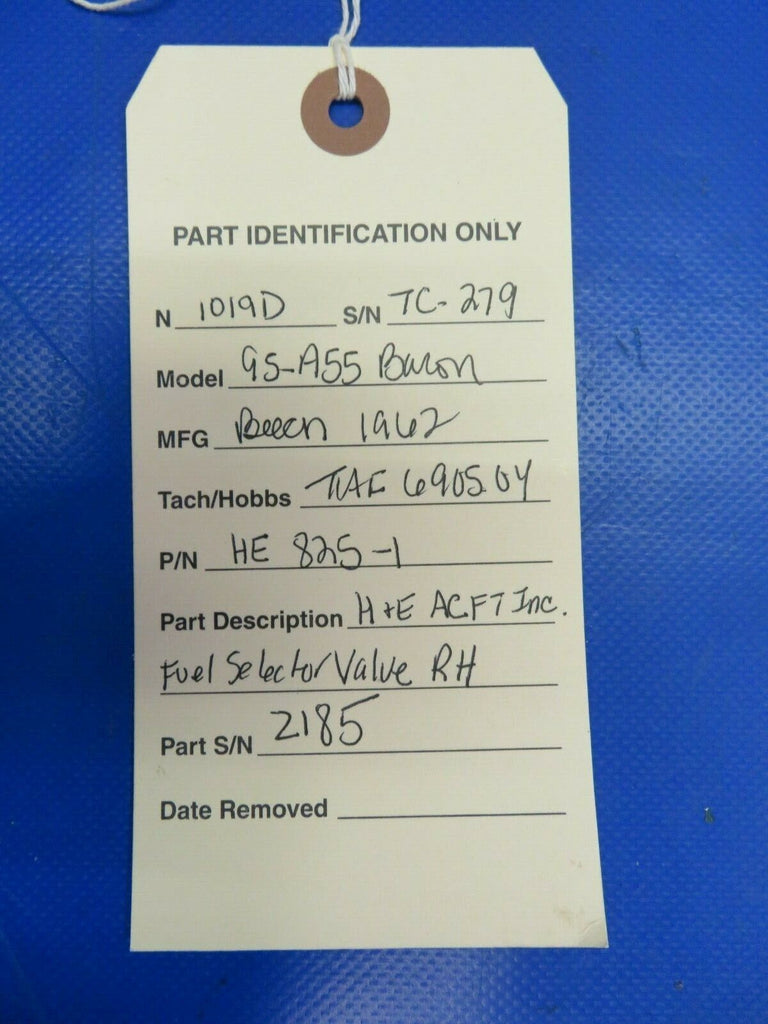 PART IDENTIFICATION ONLY
N 1019D S/N TC-279
Model 95-A55 Baron
MFG Beech 1962
Tach/Hobbs TIAF 6905.04
P/N HE 825-1
Part Description H+E ACFT Inc.
Fuel Selector Valve RH
Part S/N 2185
Date Removed